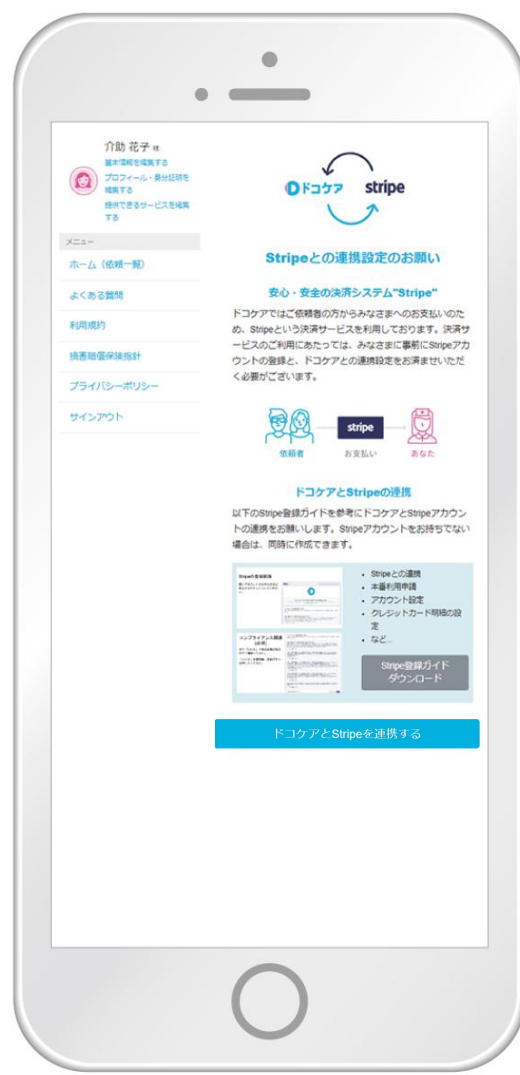 介助 花子 様
基本情報を編集する
プロフィール・身分証明を
編集する
提供できるサービスを編集
する
メニュー
ホーム（依頼一覧）
よくある質問
利用規約
損害賠償保険指針
プライバシーポリシー
サインアウト
ドコケア stripe
Stripeとの連携設定のお願い
安心・安全の決済システム"Stripe"
ドコケアではご依頼者の方からみなさまへのお支払いのた
め、Stripeという決済サービスを利用しております。決済サ
ービスのご利用にあたっては、みなさまに事前にStripeアカ
ウントの登録と、ドコケアとの連携設定をお済ませいただ
く必要がございます。
stripe
依頼者 お支払い あなた
ドコケアとStripeの連携
以下のStripe登録ガイドを参考にドコケアとStripeアカウン
トの連携をお願いします。Stripeアカウントをお持ちでない
場合は、同時に作成できます。
コンプライアンス関連
Stripeとの連携
本番利用申請
アカウント設定
クレジットカード明細の設
定
など...
Stripe登録ガイド
ダウンロード
ドコケアとStripeを連携する